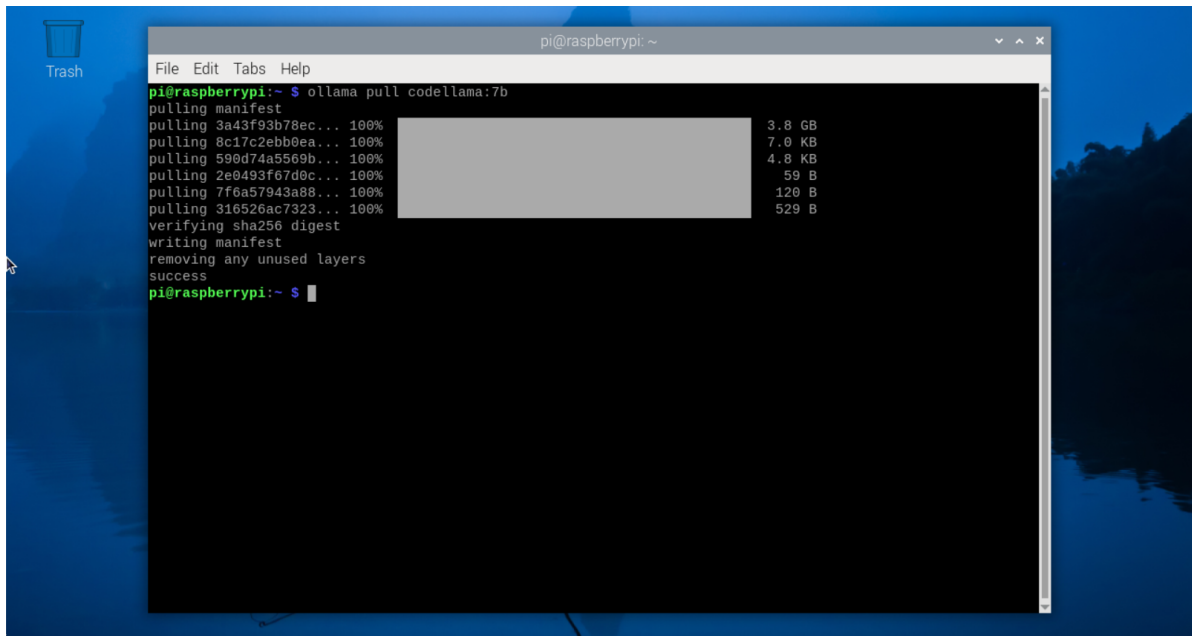 Trash
pi@raspberrypi: ~
File Edit Tabs Help
pi@raspberrypi:~ $ ollama pull codellama:7b
pulling manifest
pulling 3a43f93b78ec... 100% 3.8 GB
pulling 8c17c2ebb0ea... 100% 7.0 KB
pulling 590d74a5569b... 100% 4.8 KB
pulling 2e0493f67d0c... 100% 59 B
pulling 7f6a57943a88... 100% 120 B
pulling 316526ac7323... 100% 529 B
verifying sha256 digest
writing manifest
removing any unused layers
success
pi@raspberrypi:~ $